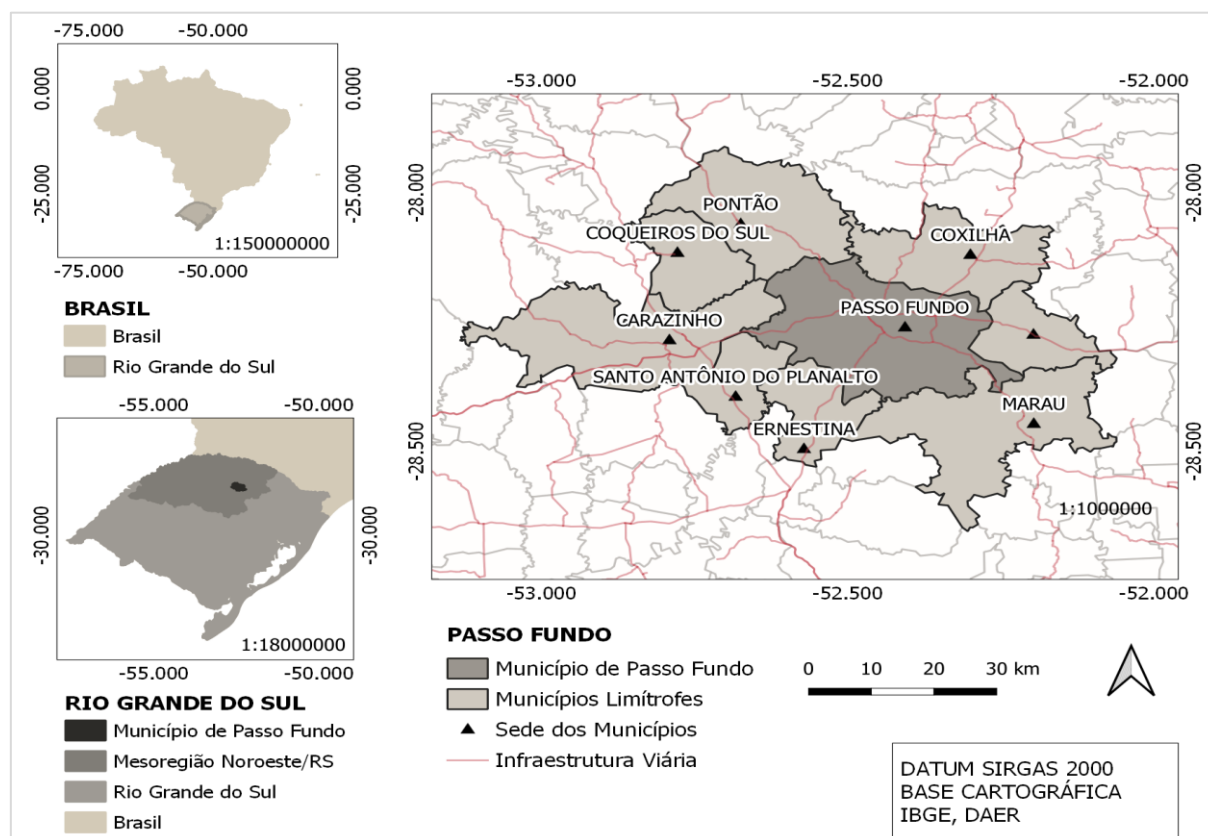 -75.000 -50.000
0.000
0.000
-25.000
-25.000
1:150000000
-75.000 -50.000
BRASIL
Brasil
Rio Grande do Sul
-55.000 -50.000
-30.000
-30.000
1:18000000
-55.000 -50.000
RIO GRANDE DO SUL
Município de Passo Fundo
Mesoregião Noroeste/RS
Rio Grande do Sul
Brasil
-53.000 -52.500 -52.000
-28.000
-28.000
PONTÃO
COQUEIROS DO SUL
COXILHA
CARAZINHO
PASSO FUNDO
SANTO ANTÔNIO DO PLANALTO
MARAU
ERNESTINA
-28.500
-28.500
1:1000000
-53.000 -52.500 -52.000
PASSO FUNDO
Município de Passo Fundo
Municípios Limítrofes
Sede dos Municípios
Infraestrutura Viária
0 10 20 30 km
DATUM SIRGAS 2000
BASE CARTOGRÁFICA
IBGE, DAER